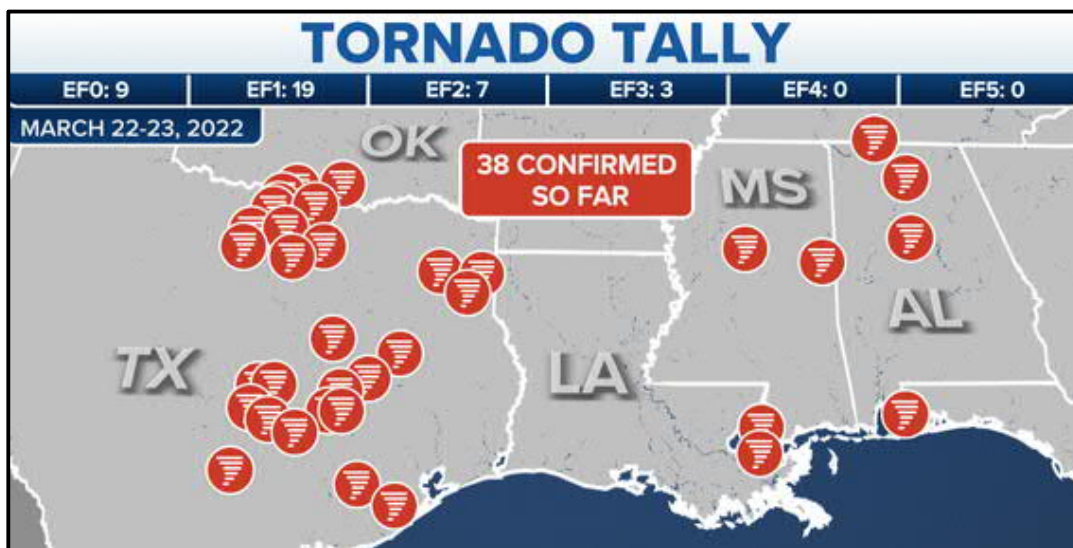 TORNADO TALLY
EF0: 9
EF1: 19
EF2: 7
EF3: 3
EF4: 0
EF5: 0
MARCH 22-23, 2022
OK
38 CONFIRMED
SO FAR
MS
AL
TX
LA